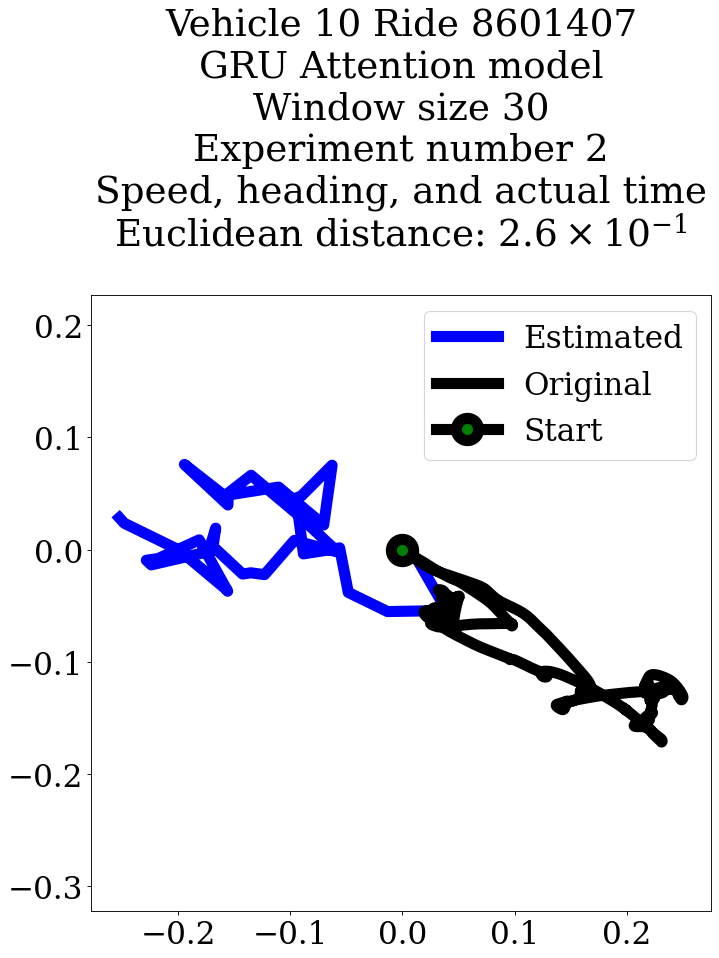 Vehicle 10 Ride 8601407
GRU Attention model
Window size 30
Experiment number 2
Speed, heading, and actual time
Euclidean distance: 2.6 × 10⁻¹
Estimated
Original
Start
0.2
0.1
0.0
−0.1
−0.2
−0.3
−0.2
−0.1
0.0
0.1
0.2